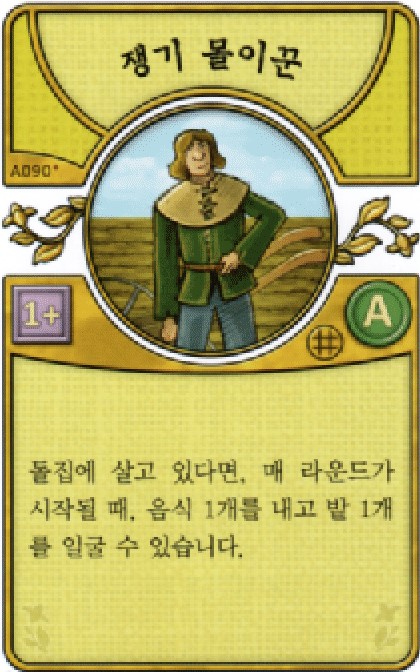 쟁기 몰이꾼
A090*
1+
A
돌집에 살고 있다면, 매 라운드가
시작될 때, 음식 1개를 내고 밭 1개
를 일굴 수 있습니다.